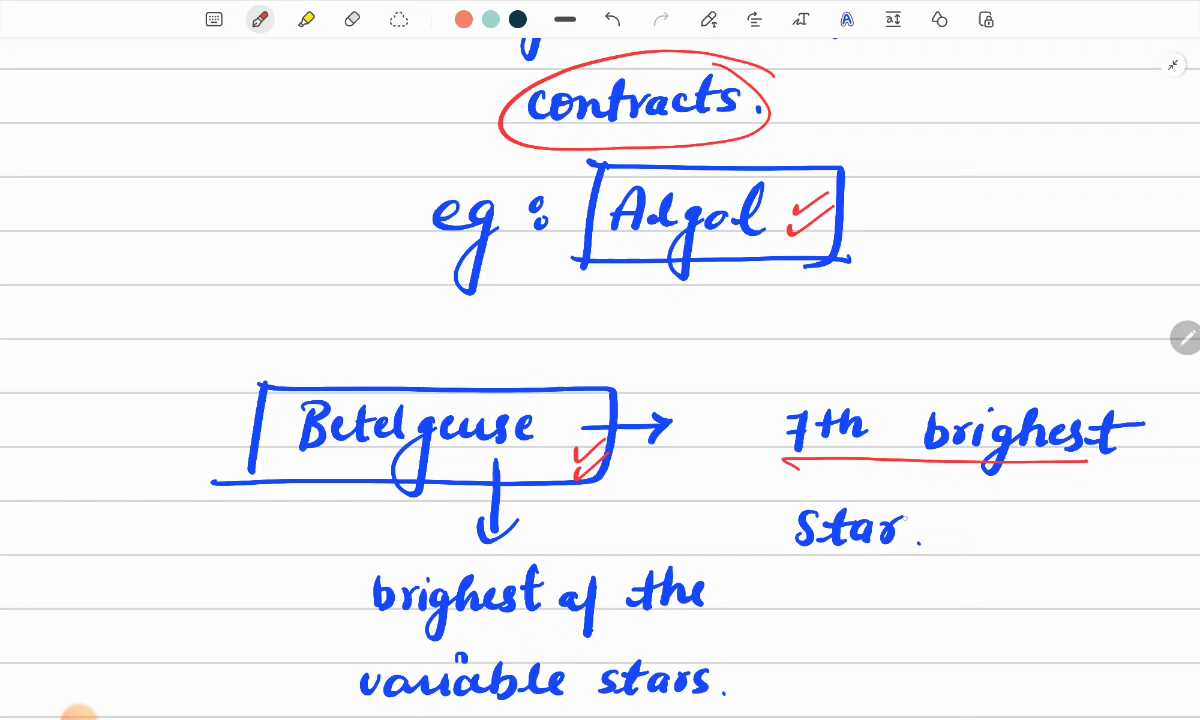 contracts.
eg : Algol
Betelgeuse → 7th brighest
star.
brighest of the
variable stars.